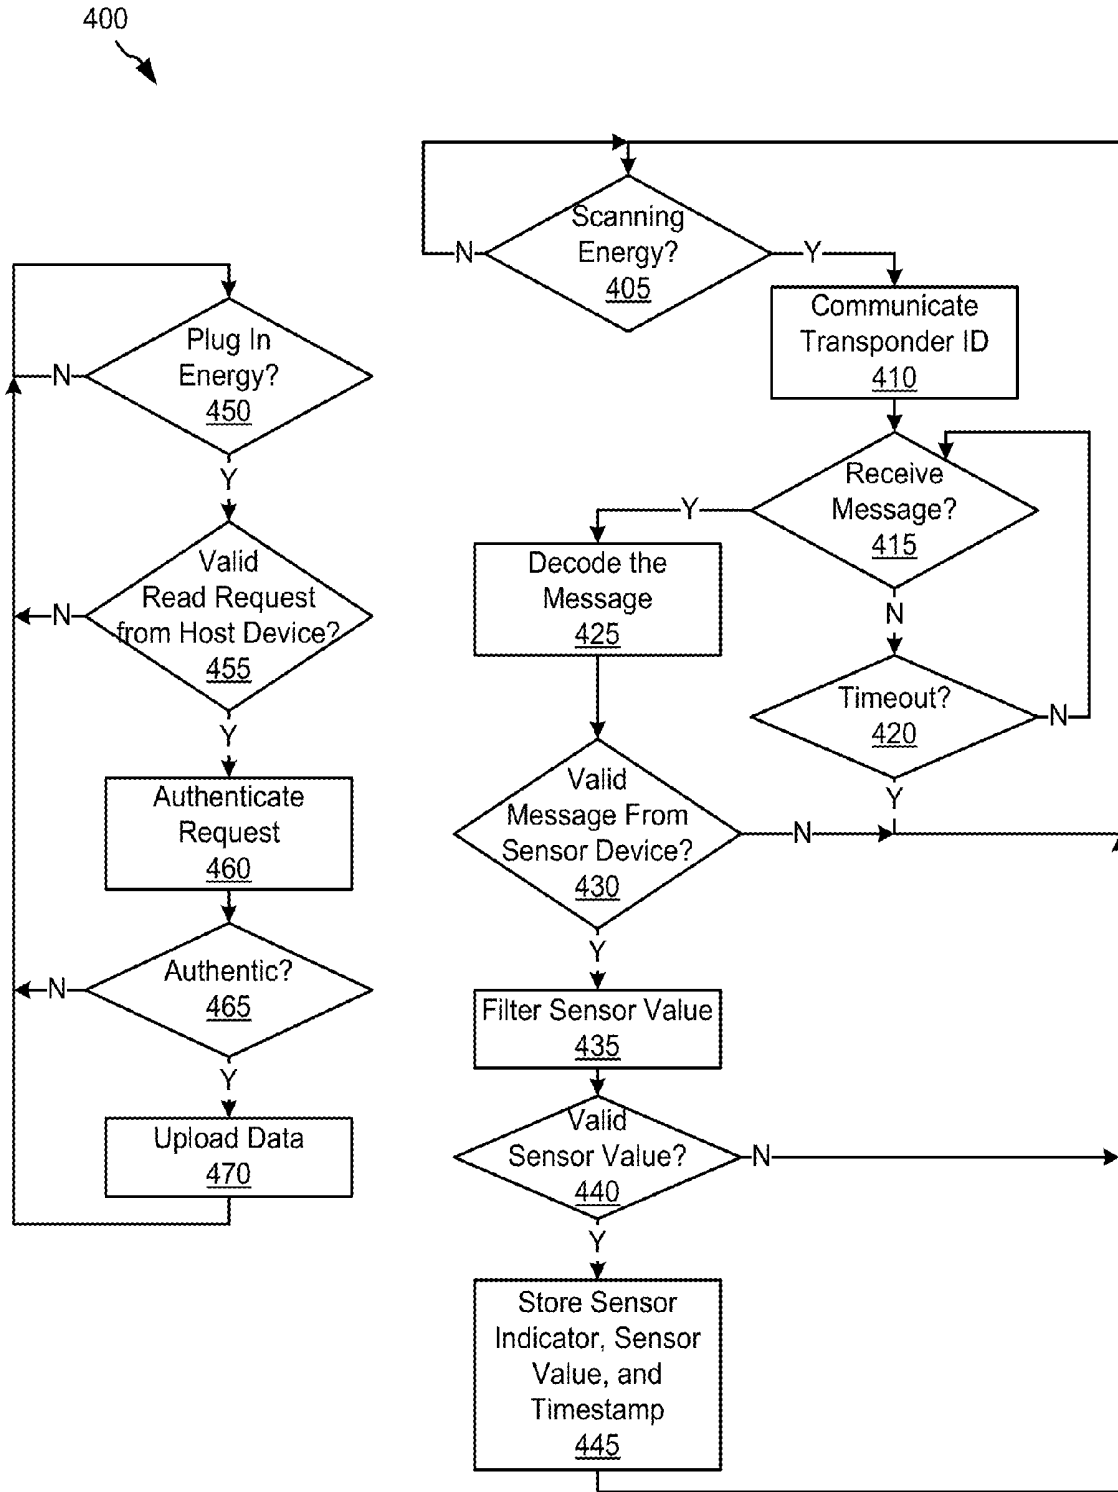 400
Scanning
Energy?
405
N
Y
Communicate
Transponder ID
410
Receive
Message?
415
Y
N
Decode the
Message
425
Timeout?
420
N
Y
Valid
Message From
Sensor Device?
430
N
Y
Filter Sensor Value
435
Valid
Sensor Value?
440
N
Y
Store Sensor
Indicator, Sensor
Value, and
Timestamp
445
Plug In
Energy?
450
N
Y
Valid
Read Request
from Host Device?
455
N
Y
Authenticate
Request
460
Authentic?
465
N
Y
Upload Data
470